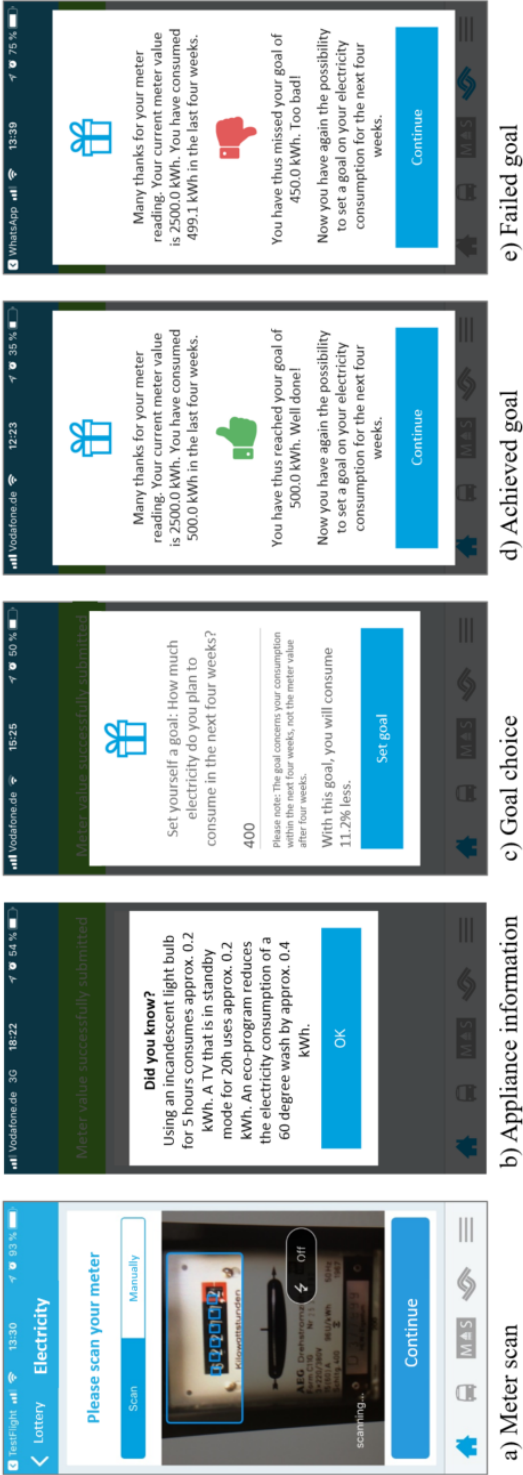 TestFlight 13:30 93 %
Lottery Electricity
Please scan your meter
Scan Manually
Kilowattstunden
AEG Drehstromzä
Off
scanning...
Continue
M&S
a) Meter scan
Vodafone.de 3G 18:22 54 %
Meter value successfully submitted
Did you know?
Using an incandescent light bulb
for 5 hours consumes approx. 0.2
kWh. A TV that is in standby
mode for 20h uses approx. 0.2
kWh. An eco-program reduces
the electricity consumption of a
60 degree wash by approx. 0.4
kWh.
OK
M&S
b) Appliance information
Vodafone.de 15:25 50 %
Meter value successfully submitted
Set yourself a goal: How much
electricity do you plan to
consume in the next four weeks?
400
Please note: The goal concerns your consumption
within the next four weeks, not the meter value
after four weeks.
With this goal, you will consume
11.2% less.
Set goal
M&S
c) Goal choice
Vodafone.de 12:23 35 %
Many thanks for your meter
reading. Your current meter value
is 2500.0 kWh. You have consumed
500.0 kWh in the last four weeks.
You have thus reached your goal of
500.0 kWh. Well done!
Now you have again the possibility
to set a goal on your electricity
consumption for the next four
weeks.
Continue
M&S
d) Achieved goal
WhatsApp 13:39 75 %
Many thanks for your meter
reading. Your current meter value
is 2500.0 kWh. You have consumed
499.1 kWh in the last four weeks.
You have thus missed your goal of
450.0 kWh. Too bad!
Now you have again the possibility
to set a goal on your electricity
consumption for the next four
weeks.
Continue
M&S
e) Failed goal